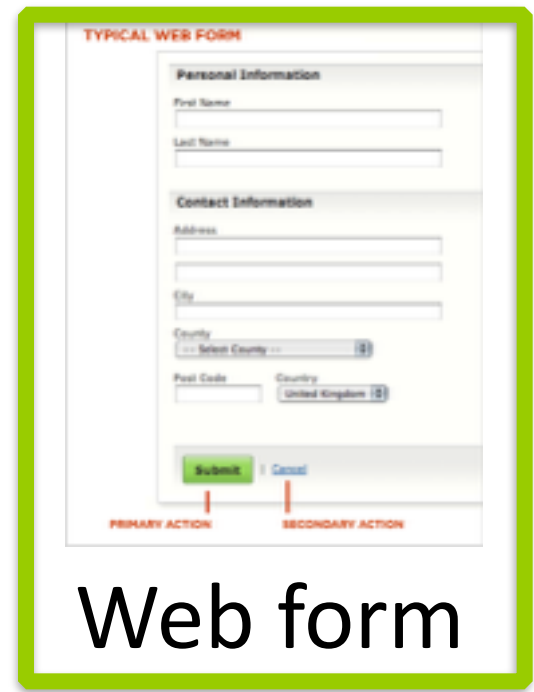 TYPICAL WEB FORM
Personal Information
First Name
Last Name
Contact Information
Address
City
County
-- Select County --
Post Code Country
United Kingdom
Submit | Cancel
PRIMARY ACTION SECONDARY ACTION
Web form